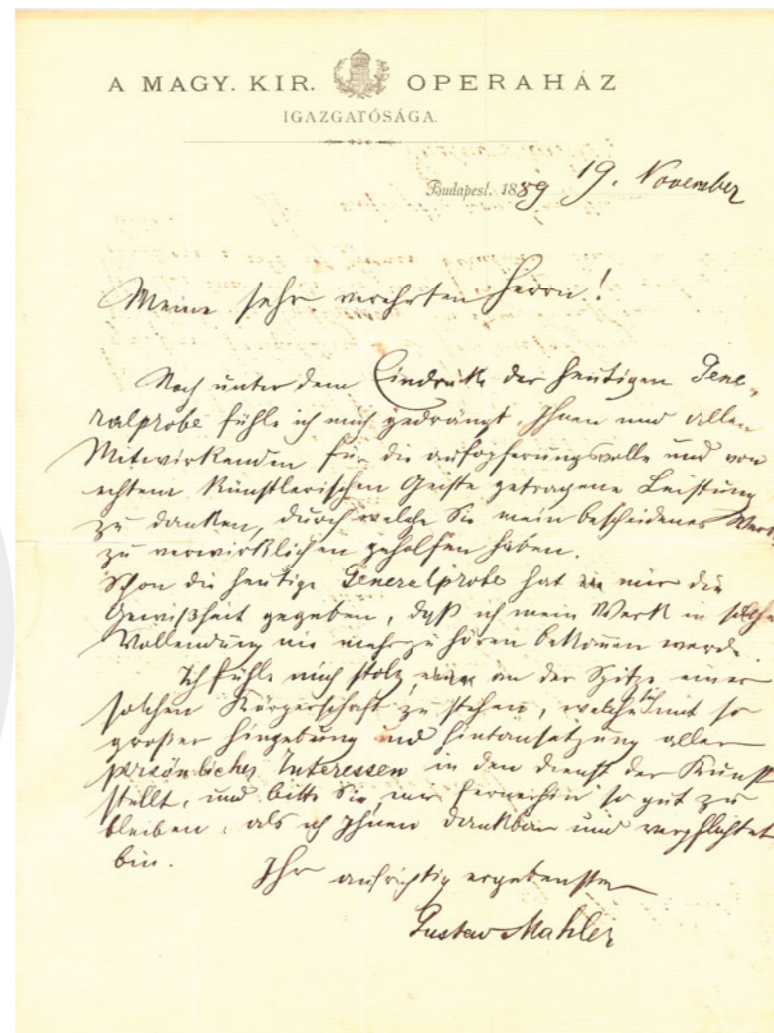 A MAGY. KIR. OPERAHÁZ
IGAZGATÓSÁGA.
Budapest, 1889 19. November
Meine sehr verehrten Herrn!
Noch unter dem Eindrucke der heutigen Gene-
ralprobe fühle ich mich gedrängt, Ihnen und allen
Mitwirkenden für die aufopferungsvolle und von
echtem künstlerischen Geiste getragene Leistung
zu danken, durch welche Sie mein bescheidenes Werk
zu verwirklichen geholfen haben.
Schon die heutige Generalprobe hat mir die
Gewißheit gegeben, daß ich mein Werk in solcher
Vollendung nie mehr zu hören bekommen werde.
Ich fühle mich stolz, an der Spitze einer
solchen Körperschaft zu stehen, welche sich mit so
großer Hingebung und Hintansetzung aller
persönlichen Interessen in den Dienst der Kunst
stellt, und bitte Sie, mir fernerhin so gut zu
bleiben, als ich Ihnen dankbar und verpflichtet
bin.
Ihr aufrichtig ergebenster
Gustav Mahler